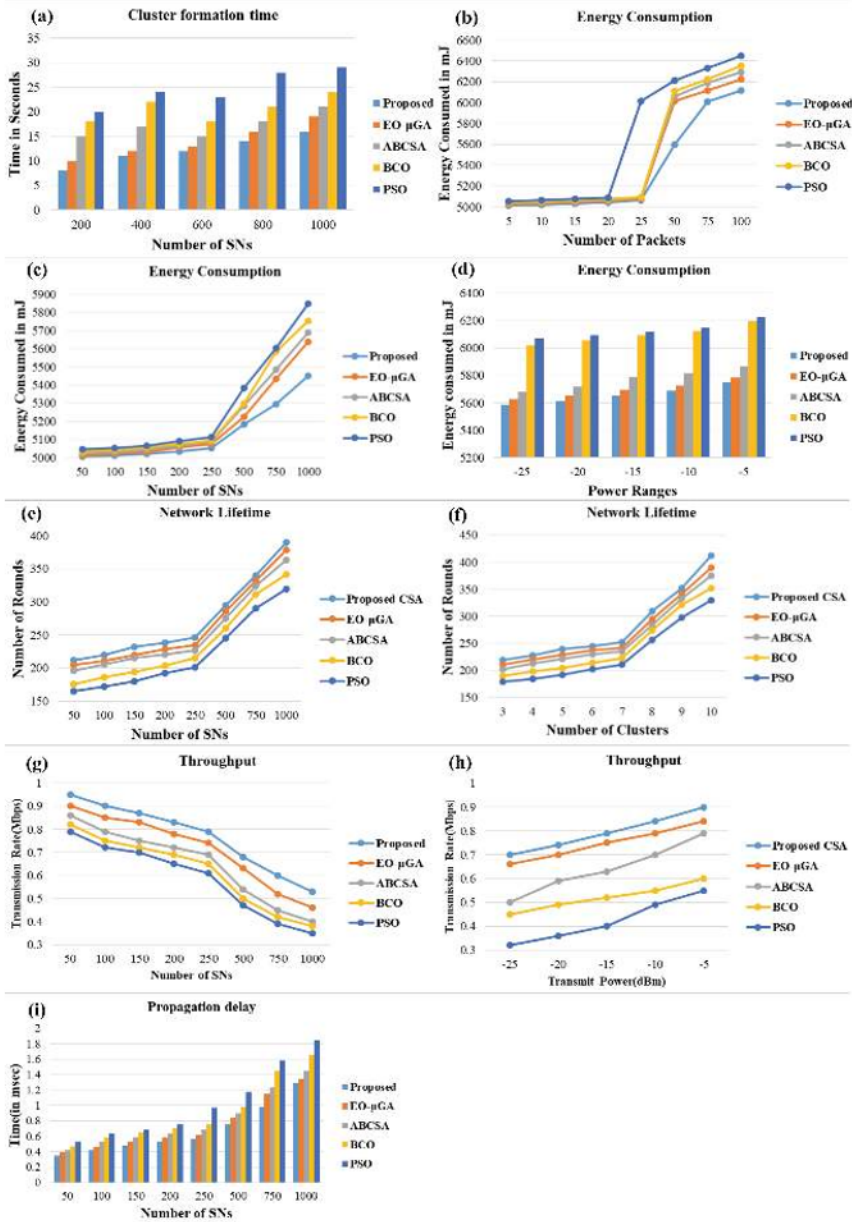 (a)
Cluster formation time
Time in Seconds
35
30
25
20
15
10
5
0
200 400 600 800 1000
Number of SNs
Proposed
EO-μGA
ABCSA
BCO
PSO
(b)
Energy Consumption
Energy Consumed in mJ
6600
6400
6200
6000
5800
5600
5400
5200
5000
5 10 15 20 25 50 75 100
Number of Packets
Proposed
EO-μGA
ABCSA
BCO
PSO
(c)
Energy Consumption
Energy Consumed in mJ
5900
5800
5700
5600
5500
5400
5300
5200
5100
5000
50 100 150 200 250 500 750 1000
Number of SNs
Proposed
EO-μGA
ABCSA
BCO
PSO
(d)
Energy Consumption
Energy consumed in mJ
6400
6200
6000
5800
5600
5400
5200
-25 -20 -15 -10 -5
Power Ranges
Proposed
EO-μGA
ABCSA
BCO
PSO
(e)
Network Lifetime
Number of Rounds
400
350
300
250
200
150
50 100 150 200 250 500 750 1000
Number of SNs
Proposed CSA
EO-μGA
ABCSA
BCO
PSO
(f)
Network Lifetime
Number of Rounds
450
400
350
300
250
200
150
3 4 5 6 7 8 9 10
Number of Clusters
Proposed CSA
EO-μGA
ABCSA
BCO
PSO
(g)
Throughput
Transmission Rate(Mbps)
1
0.9
0.8
0.7
0.6
0.5
0.4
0.3
50 100 150 200 250 500 750 1000
Number of SNs
Proposed
EO-μGA
ABCSA
BCO
PSO
(h)
Throughput
Transmission Rate(Mbps)
1
0.9
0.8
0.7
0.6
0.5
0.4
0.3
-25 -20 -15 -10 -5
Transmit Power(dBm)
Proposed CSA
EO-μGA
ABCSA
BCO
PSO
(i)
Propagation delay
Time(in msec)
2
1.8
1.6
1.4
1.2
1
0.8
0.6
0.4
0.2
0
50 100 150 200 250 500 750 1000
Number of SNs
Proposed
EO-μGA
ABCSA
BCO
PSO